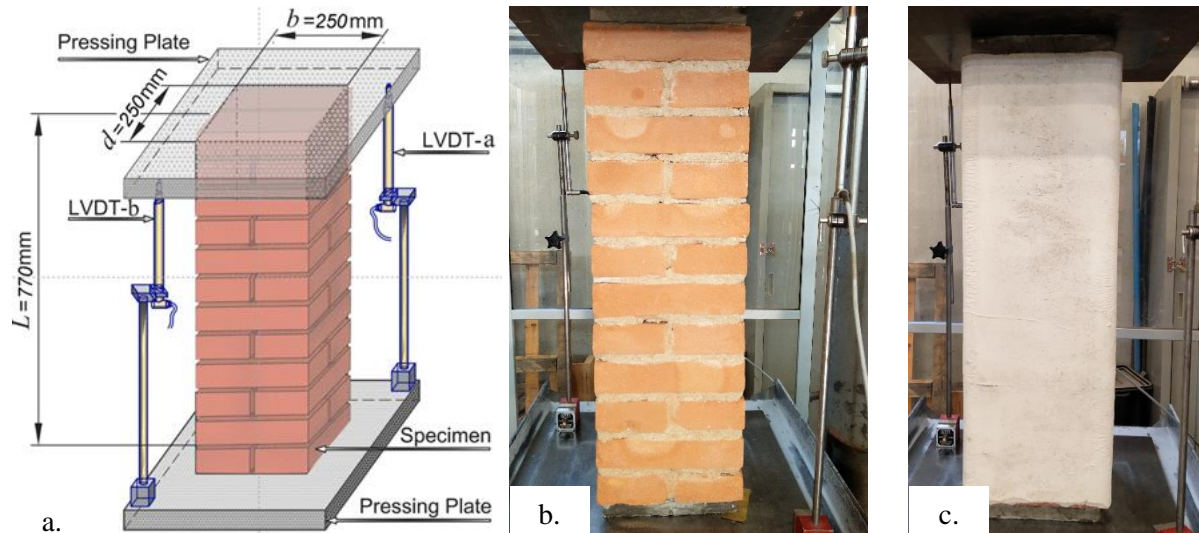 b=250mm
Pressing Plate
d=250mm
LVDT-a
LVDT-b
L=770mm
Specimen
Pressing Plate
a.
b.
c.